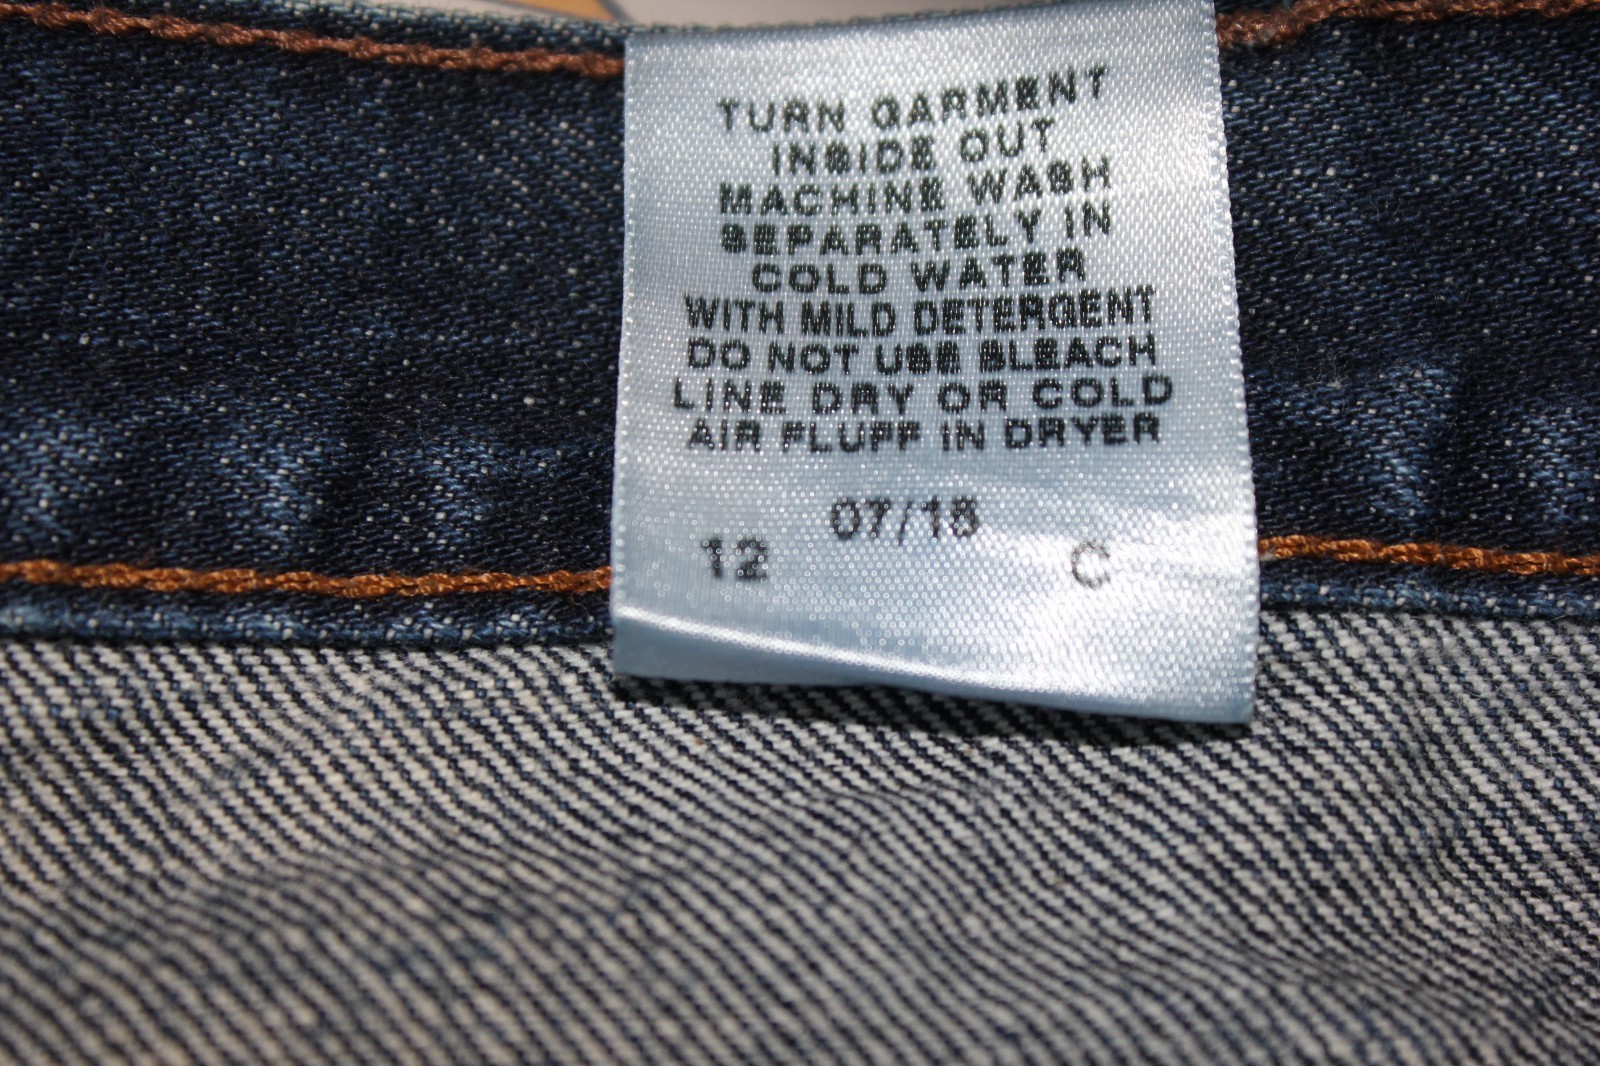 TURN GARMENT
INSIDE OUT
MACHINE WASH
SEPARATELY IN
COLD WATER
WITH MILD DETERGENT
DO NOT USE BLEACH
LINE DRY OR COLD
AIR FLUFF IN DRYER
07/15
12 C